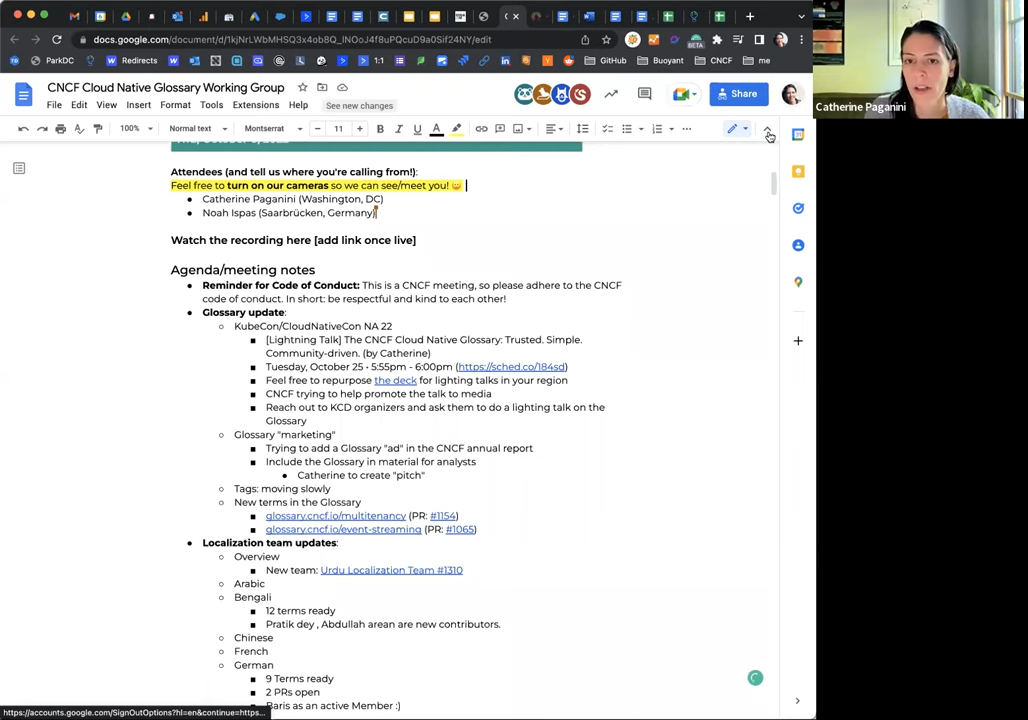 docs.google.com/document/d/1kjNrLWbMHSQ3x4ob8Q_INOoJ4f8uPQcuD9a0Sif24NY/edit
ParkDC
Redirects
1:1
GitHub
Buoyant
CNCF
me
BETA
CNCF Cloud Native Glossary Working Group
File Edit View Insert Format Tools Extensions Help See new changes
Share
Catherine Paganini
100% Normal text Montserrat 11
Attendees (and tell us where you're calling from!):
Feel free to turn on our cameras so we can see/meet you! 😀
● Catherine Paganini (Washington, DC)
● Noah Ispas (Saarbrücken, Germany)
Watch the recording here [add link once live]
Agenda/meeting notes
● Reminder for Code of Conduct: This is a CNCF meeting, so please adhere to the CNCF
code of conduct. In short: be respectful and kind to each other!
● Glossary update:
○ KubeCon/CloudNativeCon NA 22
■ [Lightning Talk] The CNCF Cloud Native Glossary: Trusted. Simple.
Community-driven. (by Catherine)
■ Tuesday, October 25 • 5:55pm - 6:00pm (https://sched.co/184sd)
■ Feel free to repurpose the deck for lighting talks in your region
■ CNCF trying to help promote the talk to media
■ Reach out to KCD organizers and ask them to do a lighting talk on the
Glossary
○ Glossary "marketing"
■ Trying to add a Glossary "ad" in the CNCF annual report
■ Include the Glossary in material for analysts
● Catherine to create "pitch"
○ Tags: moving slowly
○ New terms in the Glossary
■ glossary.cncf.io/multitenancy (PR: #1154)
■ glossary.cncf.io/event-streaming (PR: #1065)
● Localization team updates:
○ Overview
■ New team: Urdu Localization Team #1310
○ Arabic
○ Bengali
■ 12 terms ready
■ Pratik dey , Abdullah arean are new contributors.
○ Chinese
○ French
○ German
■ 9 Terms ready
■ 2 PRs open
■ Baris as an active Member :)
https://accounts.google.com/SignOutOptions?hl=en&continue=https...